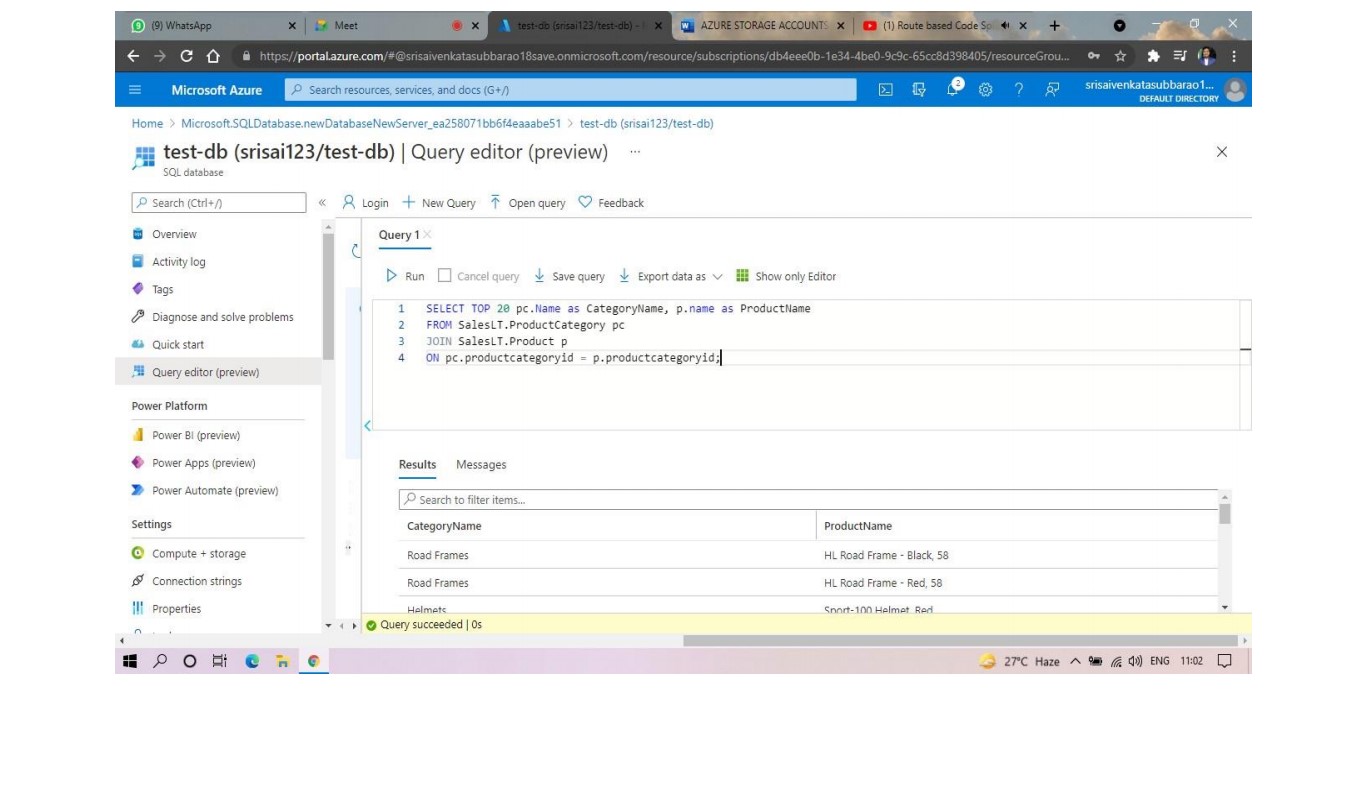 (9) WhatsApp
Meet
test-db (srisai123/test-db) -
AZURE STORAGE ACCOUNTS
(1) Route based Code Sp
https://portal.azure.com/#@srisaivenkatasubbarao18save.onmicrosoft.com/resource/subscriptions/db4eee0b-1e34-4be0-9c9c-65cc8d398405/resourceGrou...
Microsoft Azure
Search resources, services, and docs (G+/)
2
srisaivenkatasubbarao1...
DEFAULT DIRECTORY
Home > Microsoft.SQLDatabase.newDatabaseNewServer_ea258071bb6f4eaaabe51 > test-db (srisai123/test-db)
test-db (srisai123/test-db) | Query editor (preview) ...
SQL database
Search (Ctrl+/)
«
Login
New Query
Open query
Feedback
Overview
Activity log
Tags
Diagnose and solve problems
Quick start
Query editor (preview)
Power Platform
Power BI (preview)
Power Apps (preview)
Power Automate (preview)
Settings
Compute + storage
Connection strings
Properties
Query 1
Run
Cancel query
Save query
Export data as
Show only Editor
1 SELECT TOP 20 pc.Name as CategoryName, p.name as ProductName
2 FROM SalesLT.ProductCategory pc
3 JOIN SalesLT.Product p
4 ON pc.productcategoryid = p.productcategoryid;
Results Messages
Search to filter items...
CategoryName ProductName
Road Frames HL Road Frame - Black, 58
Road Frames HL Road Frame - Red, 58
Helmets Sport-100 Helmet, Red
Query succeeded | 0s
27°C Haze ENG 11:02